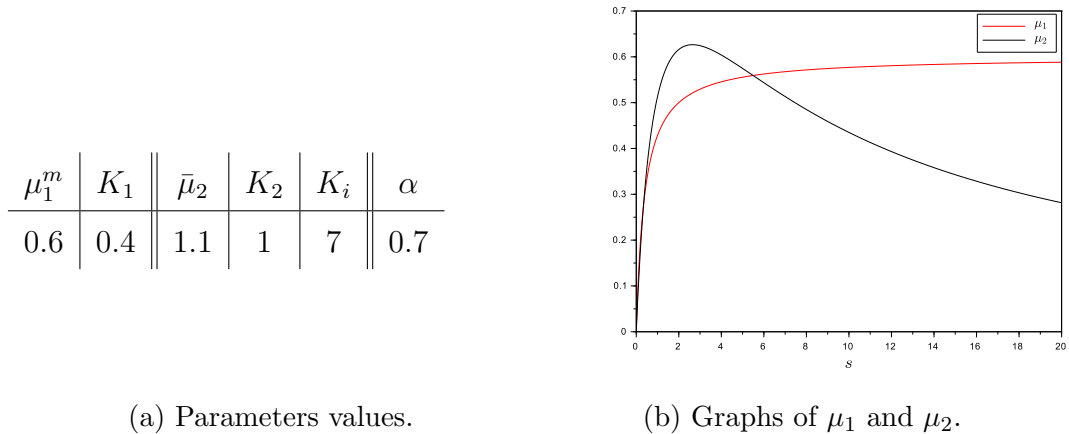 μ₁ᵐ K₁ μ̄₂ K₂ Kᵢ α
0.6 0.4 1.1 1 7 0.7
(a) Parameters values.
0.7
0.6
0.5
0.4
0.3
0.2
0.1
0
0 2 4 6 8 10 12 14 16 18 20
s
μ₁
μ₂
(b) Graphs of μ₁ and μ₂.